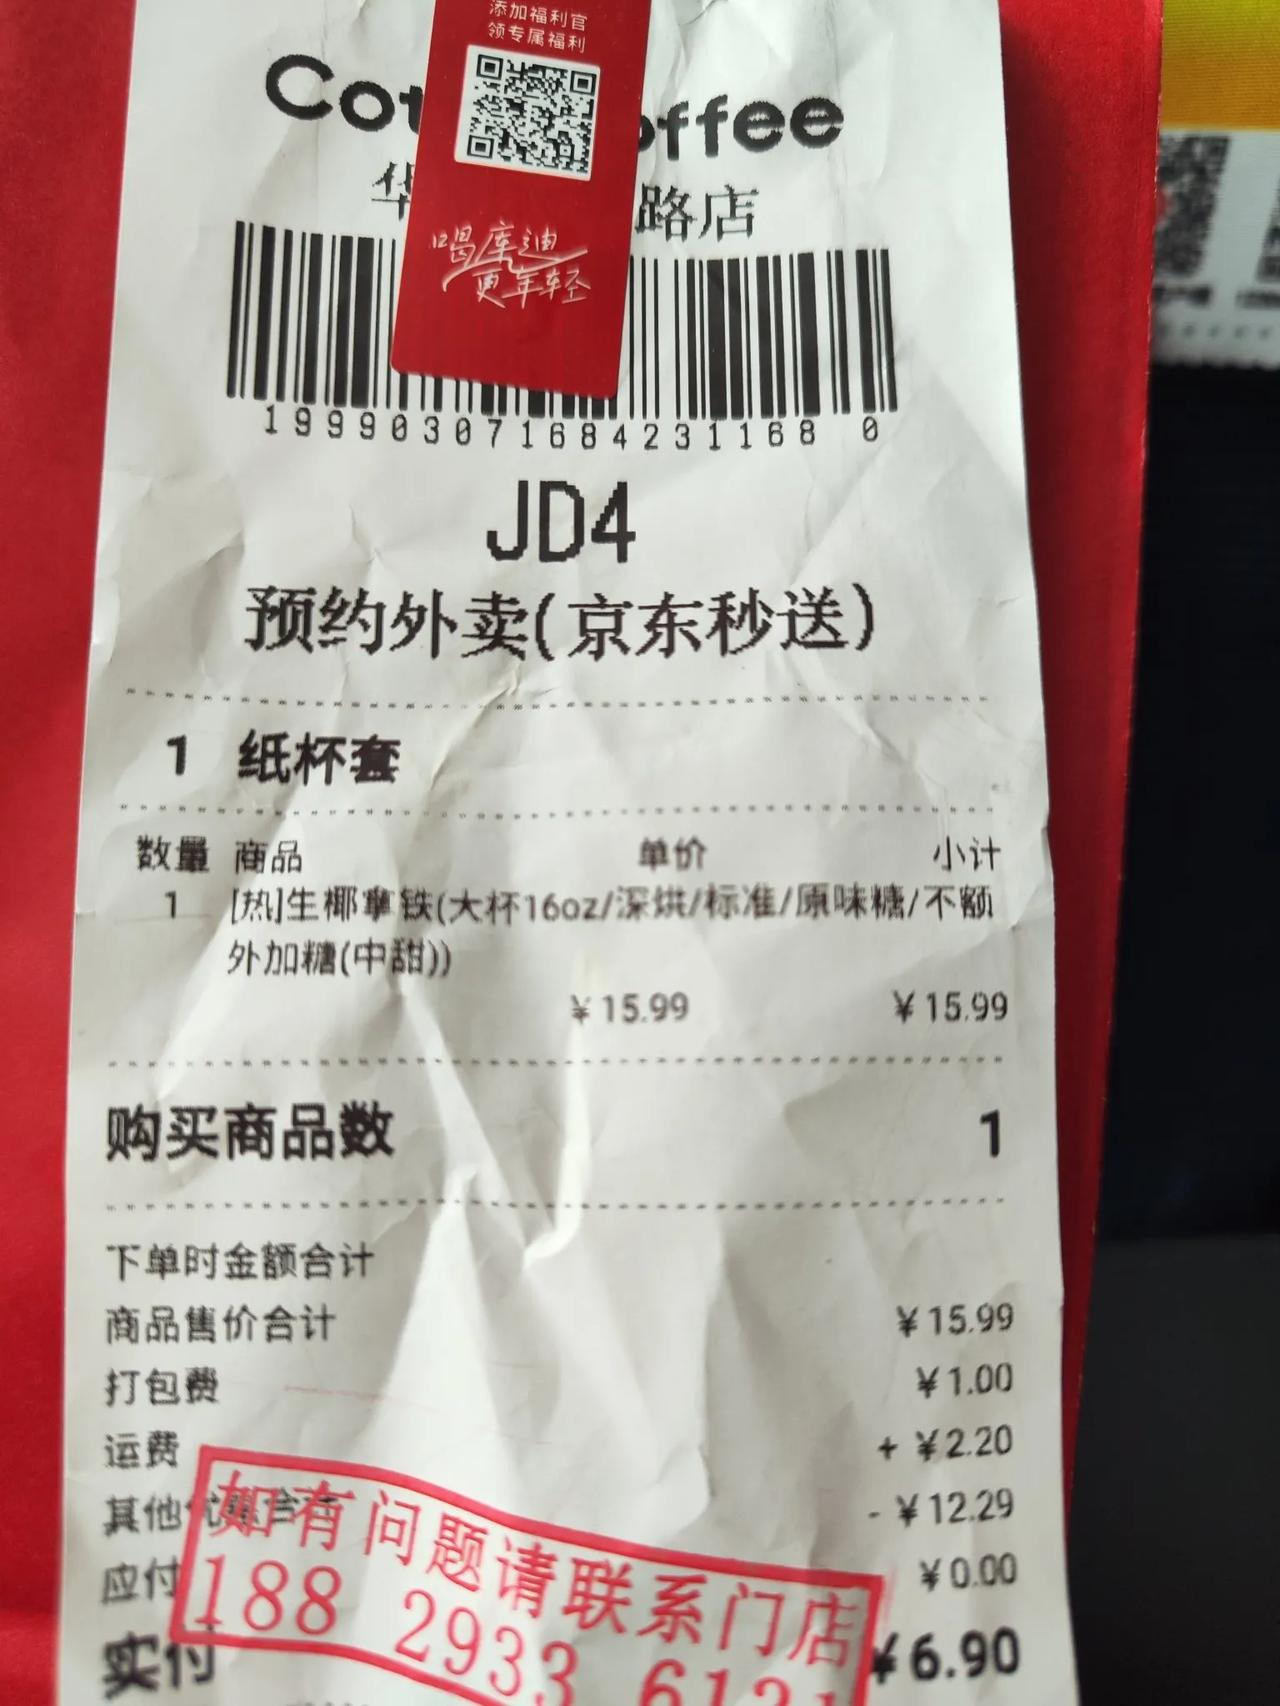 添加福利官
领专属福利
Cot offee
华 路店
喝库迪
更年轻
1999030716842311680
JD4
预约外卖(京东秒送)
1 纸杯套
数量 商品 单价 小计
1 [热]生椰拿铁(大杯16oz/深烘/标准/原味糖/不额
外加糖(中甜))
¥15.99 ¥15.99
购买商品数 1
下单时金额合计
商品售价合计 ¥15.99
打包费 ¥1.00
运费 + ¥2.20
其他优惠合计 - ¥12.29
应付 ¥0.00
如有问题请联系门店
188 2933
实付 ¥6.90